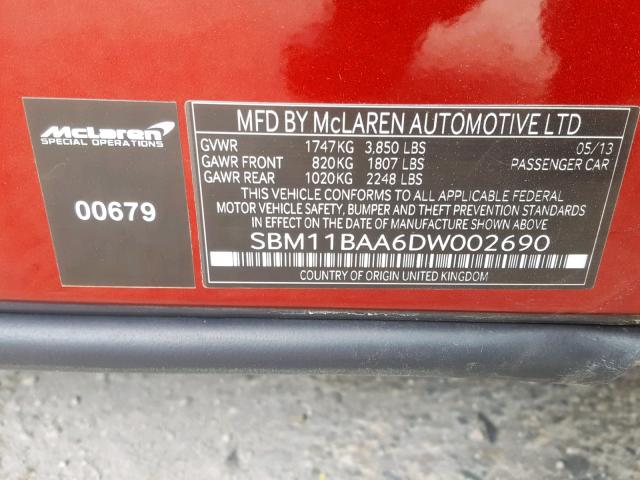 McLaren
SPECIAL OPERATIONS
00679
MFD BY McLAREN AUTOMOTIVE LTD
GVWR 1747KG 3,850 LBS 05/13
GAWR FRONT 820KG 1807 LBS PASSENGER CAR
GAWR REAR 1020KG 2248 LBS
THIS VEHICLE CONFORMS TO ALL APPLICABLE FEDERAL
MOTOR VEHICLE SAFETY, BUMPER AND THEFT PREVENTION STANDARDS
IN EFFECT ON THE DATE OF MANUFACTURE SHOWN ABOVE
SBM11BAA6DW002690
COUNTRY OF ORIGIN UNITED KINGDOM